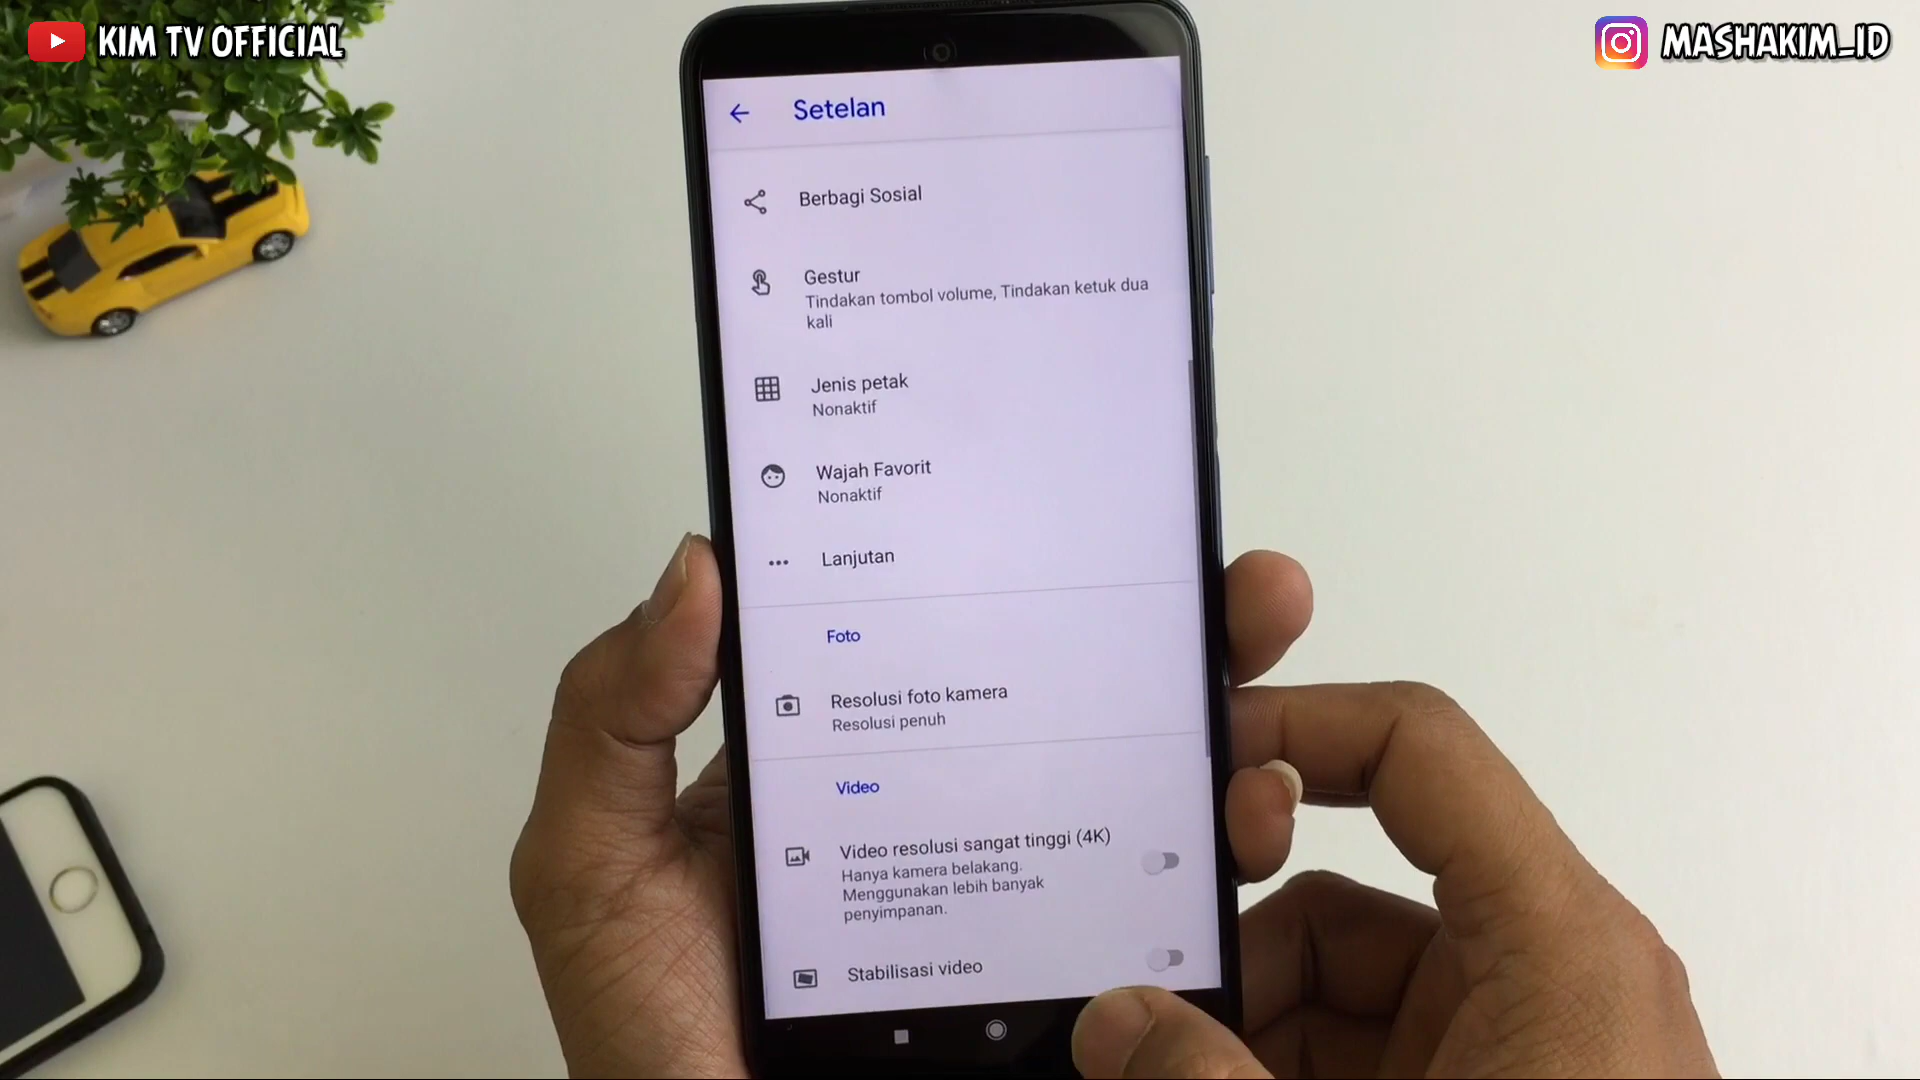 KIM TV OFFICIAL
MASHAKIM_ID
Setelan
Berbagi Sosial
Gestur
Tindakan tombol volume, Tindakan ketuk dua
kali
Jenis petak
Nonaktif
Wajah Favorit
Nonaktif
Lanjutan
Foto
Resolusi foto kamera
Resolusi penuh
Video
Video resolusi sangat tinggi (4K)
Hanya kamera belakang.
Menggunakan lebih banyak
penyimpanan.
Stabilisasi video